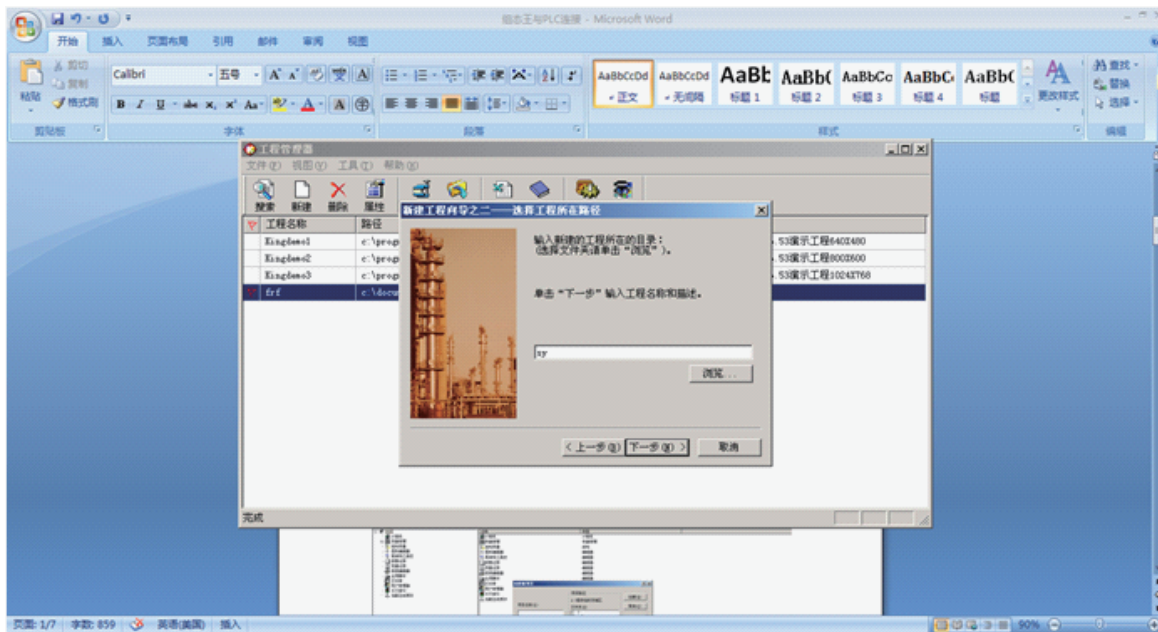 组态王与PLC连接 - Microsoft Word
开始 插入 页面布局 引用 邮件 审阅 视图
剪切
复制
格式刷
粘贴
剪贴板
Calibri 五号
字体
段落
AaBbCcDd AaBbCcDd AaBb AaBb( AaBbCc AaBbC AaBb(
正文 无间隔 标题 1 标题 2 标题 3 标题 4 标题
更改样式
样式
查找
替换
选择
编辑
工程管理器
文件(F) 视图(V) 工具(T) 帮助(H)
搜索 新建 删除 属性
工程名称 路径
Kingdemo1 c:\prog .53演示工程640X480
Kingdemo2 c:\prog .53演示工程800X600
Kingdemo3 c:\prog .53演示工程1024X768
frf c:\docu
新建工程向导之二——选择工程所在路径
输入新建的工程所在的目录：
(选择文件夹请单击“浏览”)。
单击“下一步”输入工程名称和描述。
xy
浏览...
<上一步(B) 下一步(N)> 取消
完成
页面: 1/7 字数: 859 英语(美国) 插入 90%